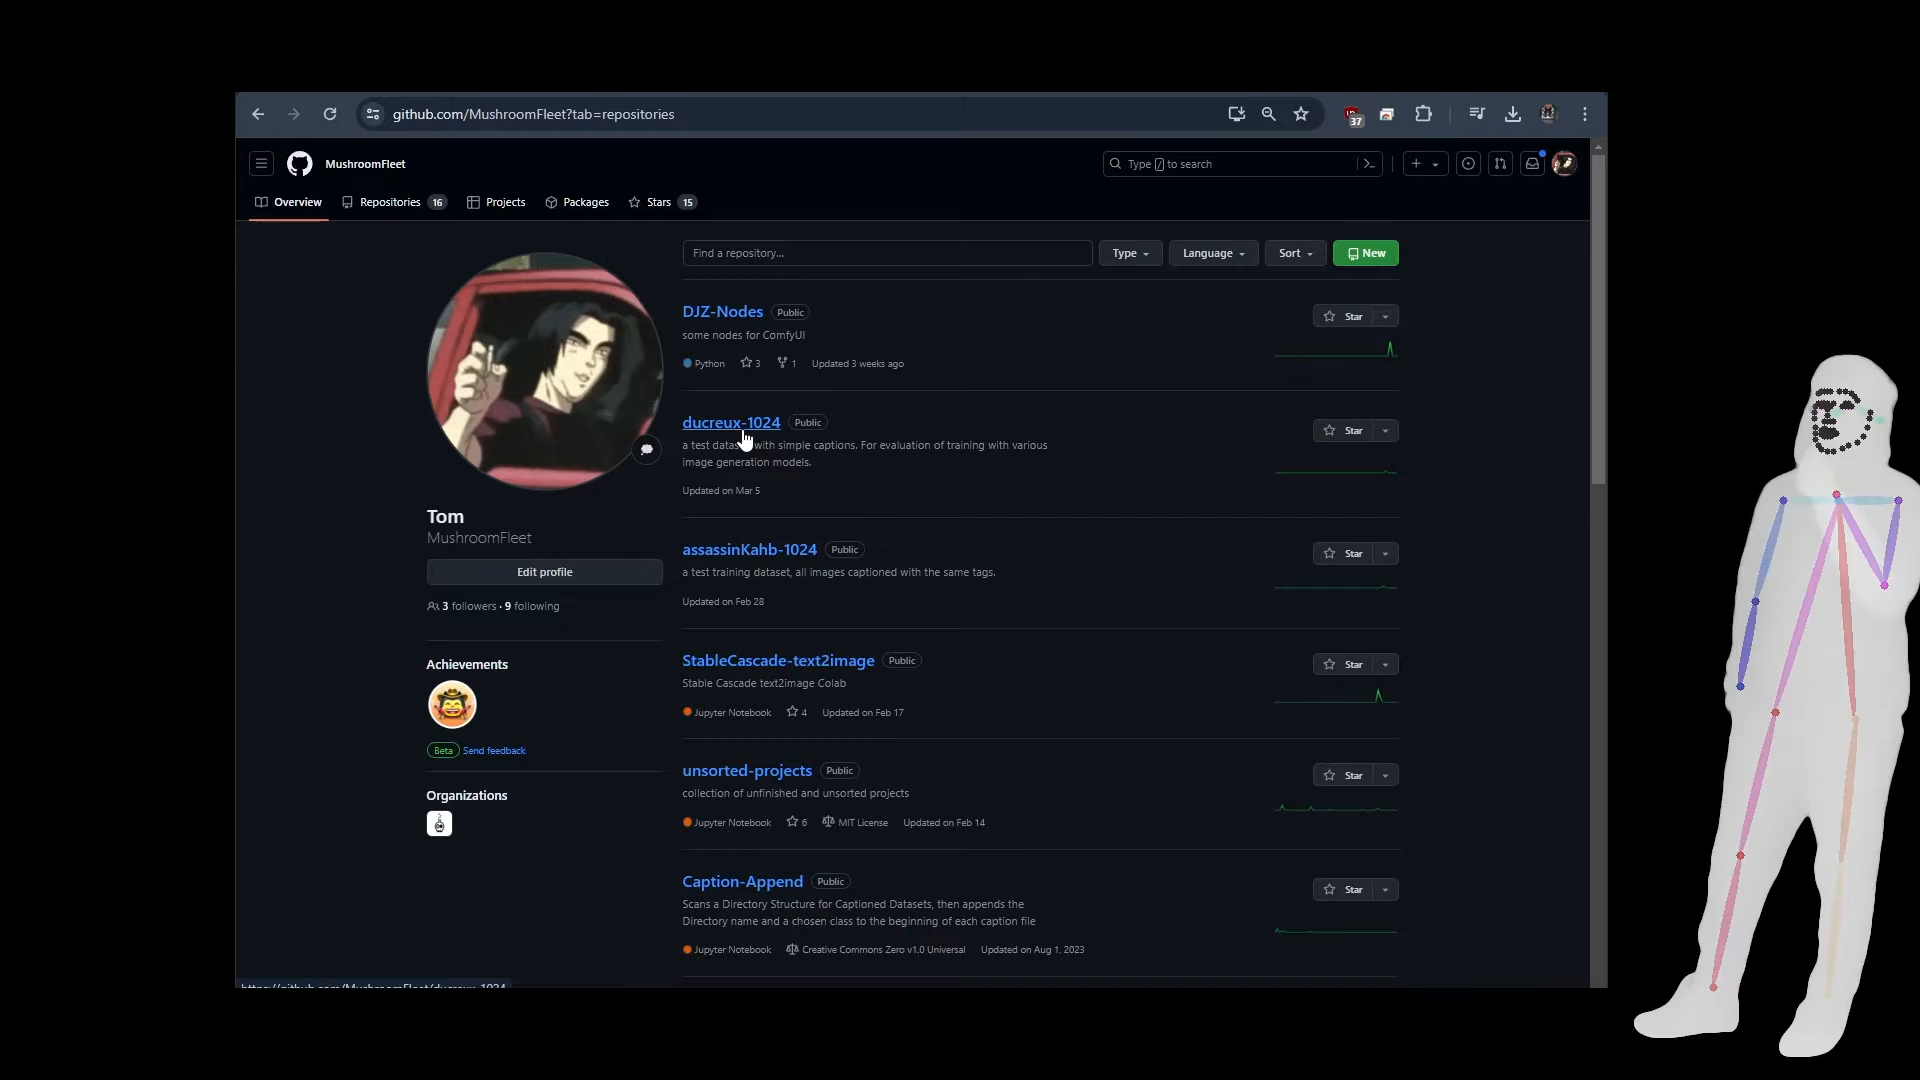 github.com/MushroomFleet?tab=repositories
37
MushroomFleet
Type / to search
Overview
Repositories 16
Projects
Packages
Stars 15
Find a repository...
Type
Language
Sort
New
DJZ-Nodes Public
Star
some nodes for ComfyUI
Python 3 1 Updated 3 weeks ago
ducreux-1024 Public
Star
a test datas with simple captions. For evaluation of training with various
image generation models.
Updated on Mar 5
Tom
MushroomFleet
Edit profile
3 followers · 9 following
Achievements
Beta Send feedback
Organizations
assassinKahb-1024 Public
Star
a test training dataset, all images captioned with the same tags.
Updated on Feb 28
StableCascade-text2image Public
Star
Stable Cascade text2image Colab
Jupyter Notebook 4 Updated on Feb 17
unsorted-projects Public
Star
collection of unfinished and unsorted projects
Jupyter Notebook 6 MIT License Updated on Feb 14
Caption-Append Public
Star
Scans a Directory Structure for Captioned Datasets, then appends the
Directory name and a chosen class to the beginning of each caption file
Jupyter Notebook Creative Commons Zero v1.0 Universal Updated on Aug 1, 2023
https://github.com/MushroomFleet/ducreux-1024